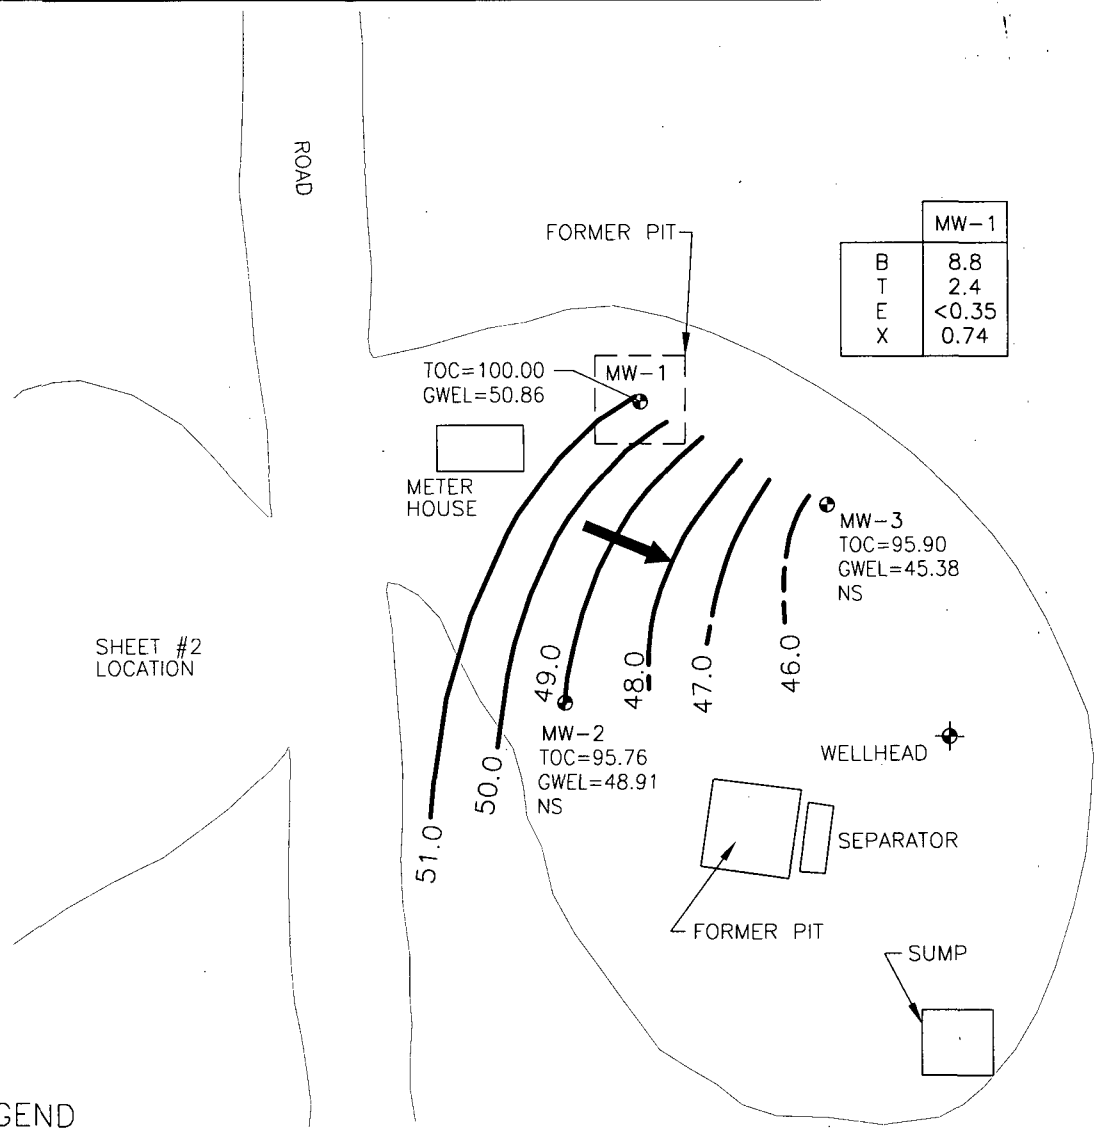 ROAD
FORMER PIT
MW-1
B 8.8
T 2.4
E <0.35
X 0.74
TOC=100.00
GWEL=50.86
MW-1
METER
HOUSE
MW-3
TOC=95.90
GWEL=45.38
NS
SHEET #2
LOCATION
49.0
48.0
47.0
46.0
MW-2
TOC=95.76
GWEL=48.91
NS
50.0
51.0
WELLHEAD
SEPARATOR
FORMER PIT
SUMP
GEND